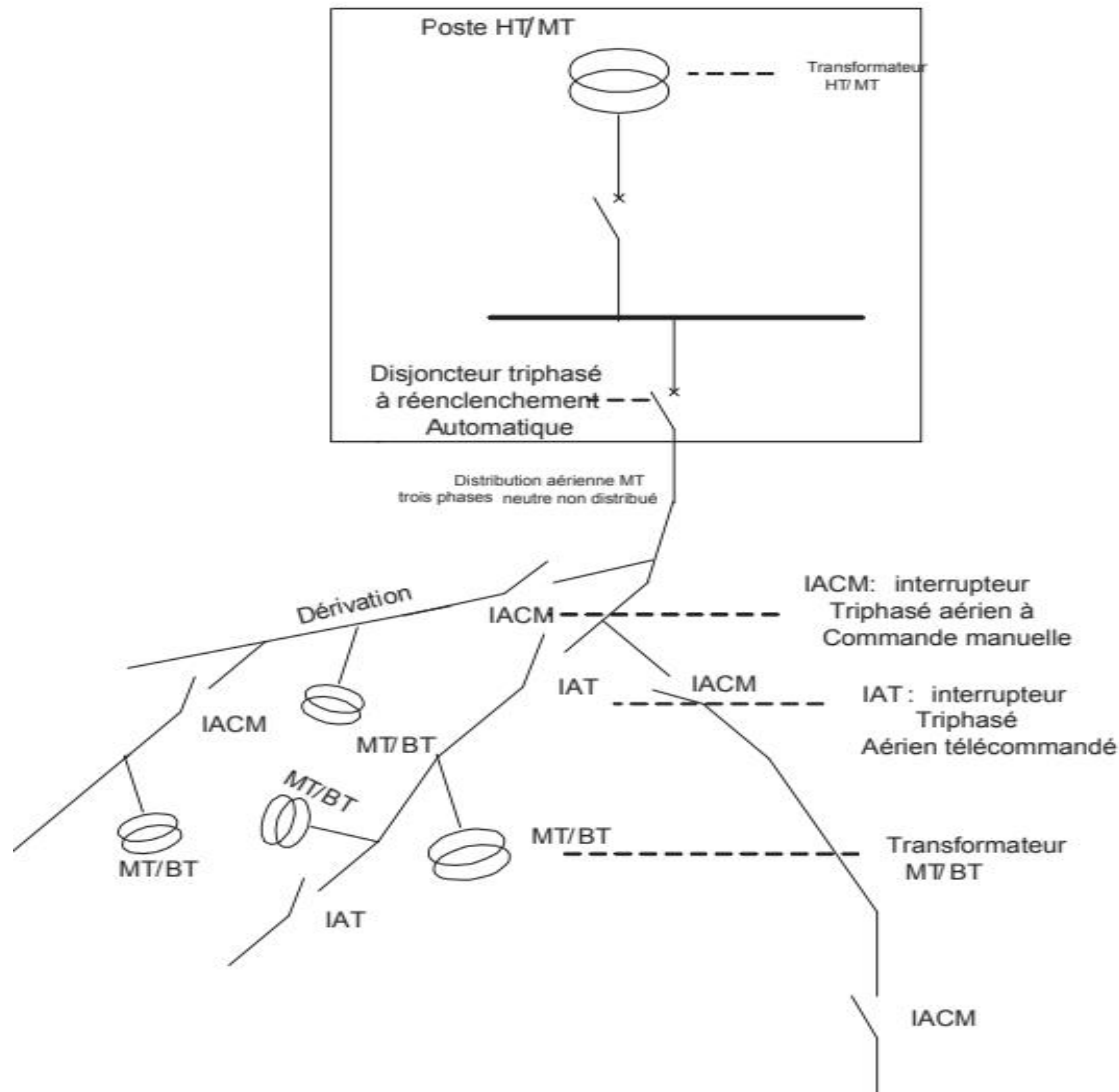 Poste HT/MT
Transformateur
HT/MT
Disjoncteur triphasé
à réenclenchement
Automatique
Distribution aérienne MT
trois phases neutre non distribué
Dérivation
IACM
IACM: interrupteur
Triphasé aérien à
Commande manuelle
IAT
IACM
IAT : interrupteur
Triphasé
Aérien télécommandé
IACM
MT/BT
MT/BT
MT/BT
MT/BT
Transformateur
MT/BT
IAT
IACM